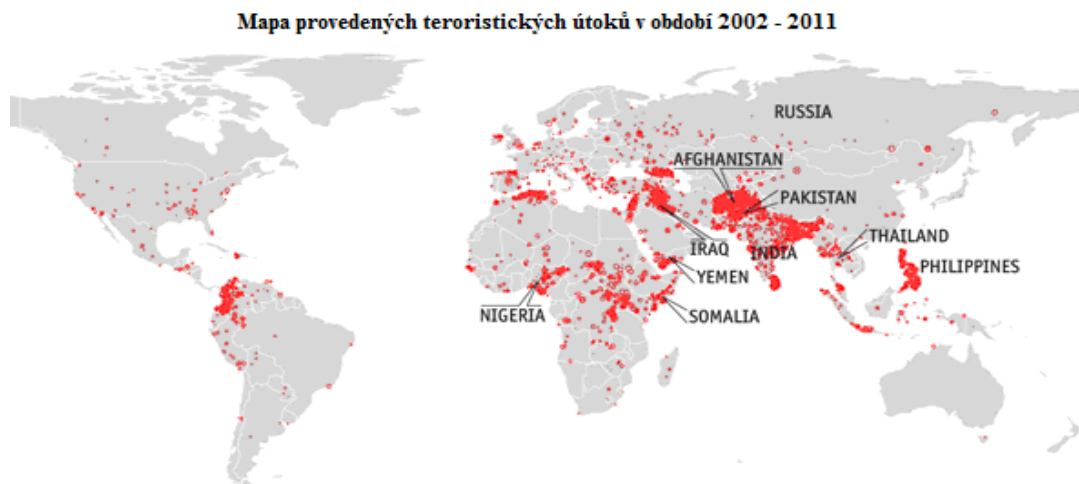 Mapa provedených teroristických útoků v období 2002 - 2011
RUSSIA
AFGHANISTAN
PAKISTAN
IRAQ
INDIA
THAILAND
YEMEN
PHILIPPINES
NIGERIA
SOMALIA